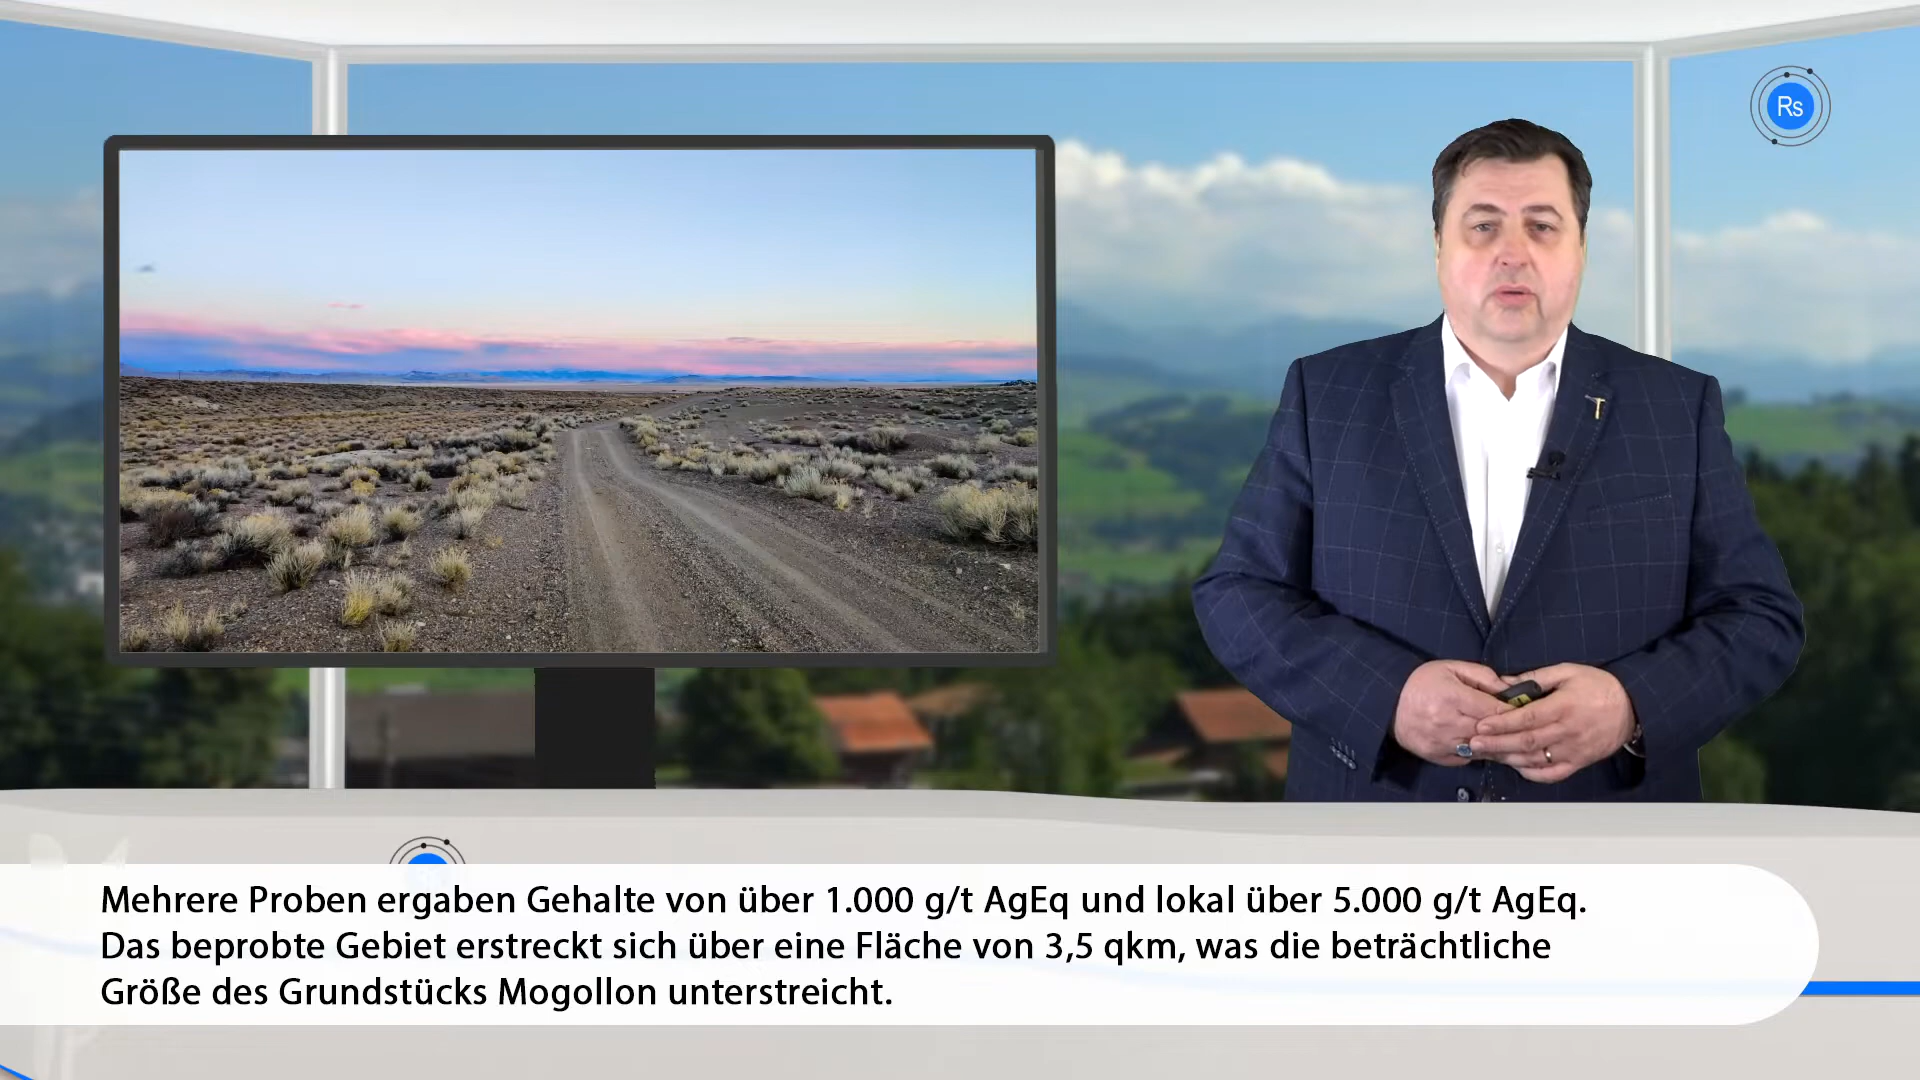 Rs
Mehrere Proben ergaben Gehalte von über 1.000 g/t AgEq und lokal über 5.000 g/t AgEq.
Das beprobte Gebiet erstreckt sich über eine Fläche von 3,5 qkm, was die beträchtliche
Größe des Grundstücks Mogollon unterstreicht.